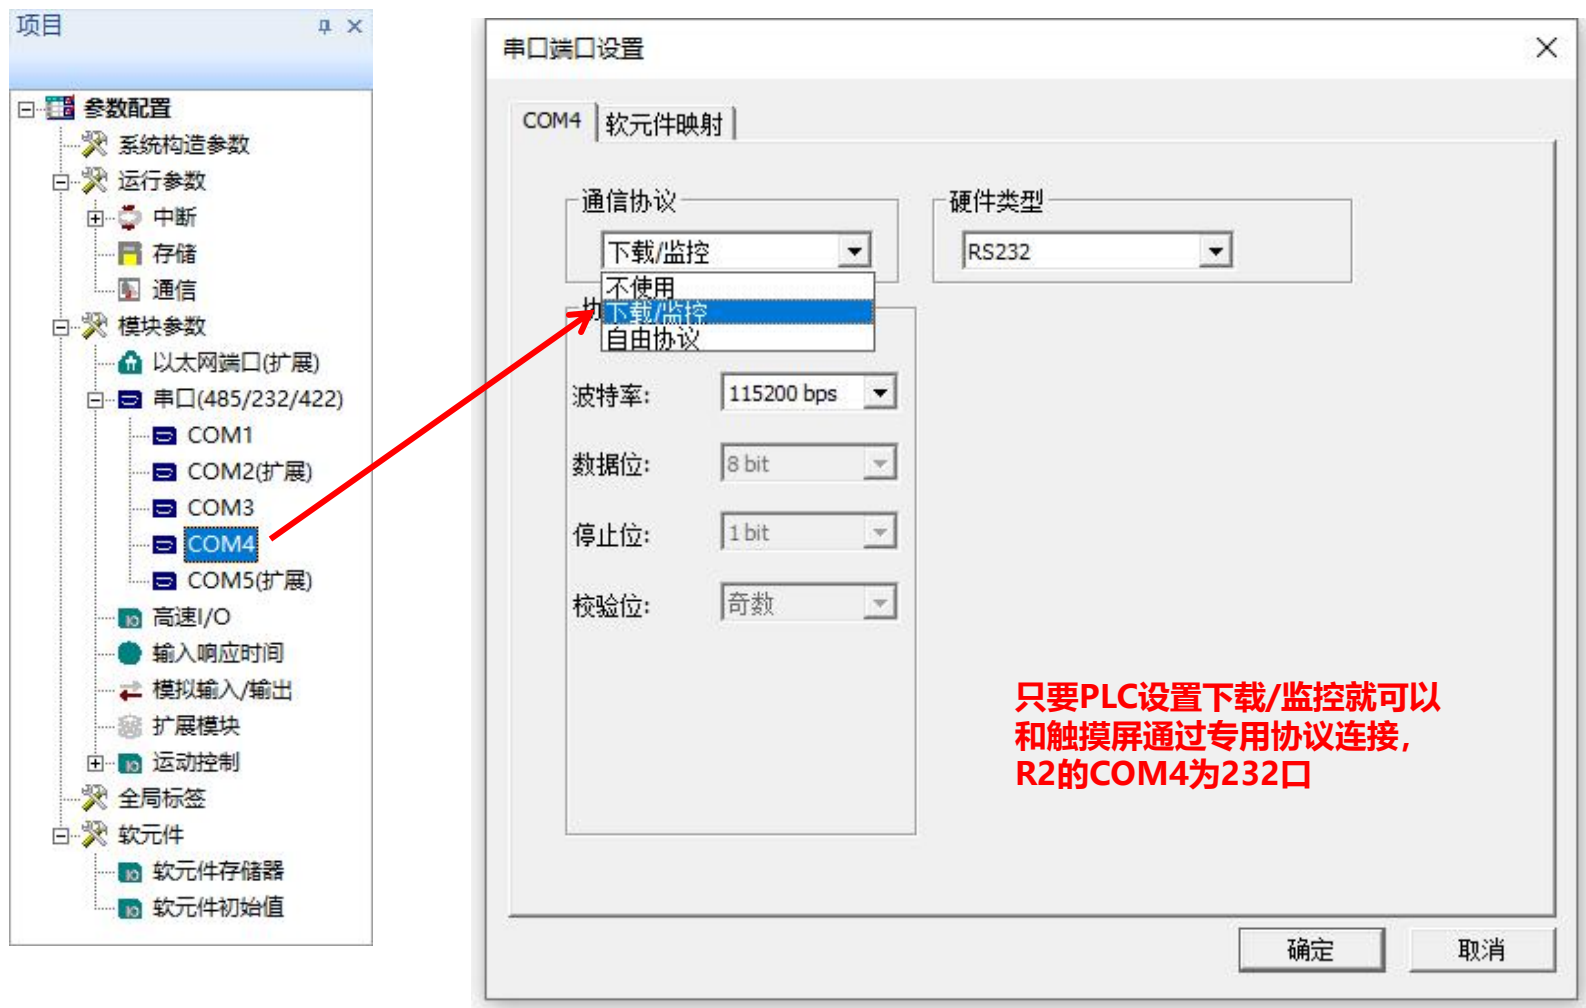 项目
参数配置
系统构造参数
运行参数
中断
存储
通信
模块参数
以太网端口(扩展)
串口(485/232/422)
COM1
COM2(扩展)
COM3
COM4
COM5(扩展)
高速I/O
输入响应时间
模拟输入/输出
扩展模块
运动控制
全局标签
软元件
软元件存储器
软元件初始值
串口端口设置
COM4
软元件映射
通信协议
下载/监控
不使用
下载/监控
自由协议
硬件类型
RS232
波特率:
115200 bps
数据位:
8 bit
停止位:
1 bit
校验位:
奇数
只要PLC设置下载/监控就可以
和触摸屏通过专用协议连接,
R2的COM4为232口
确定
取消